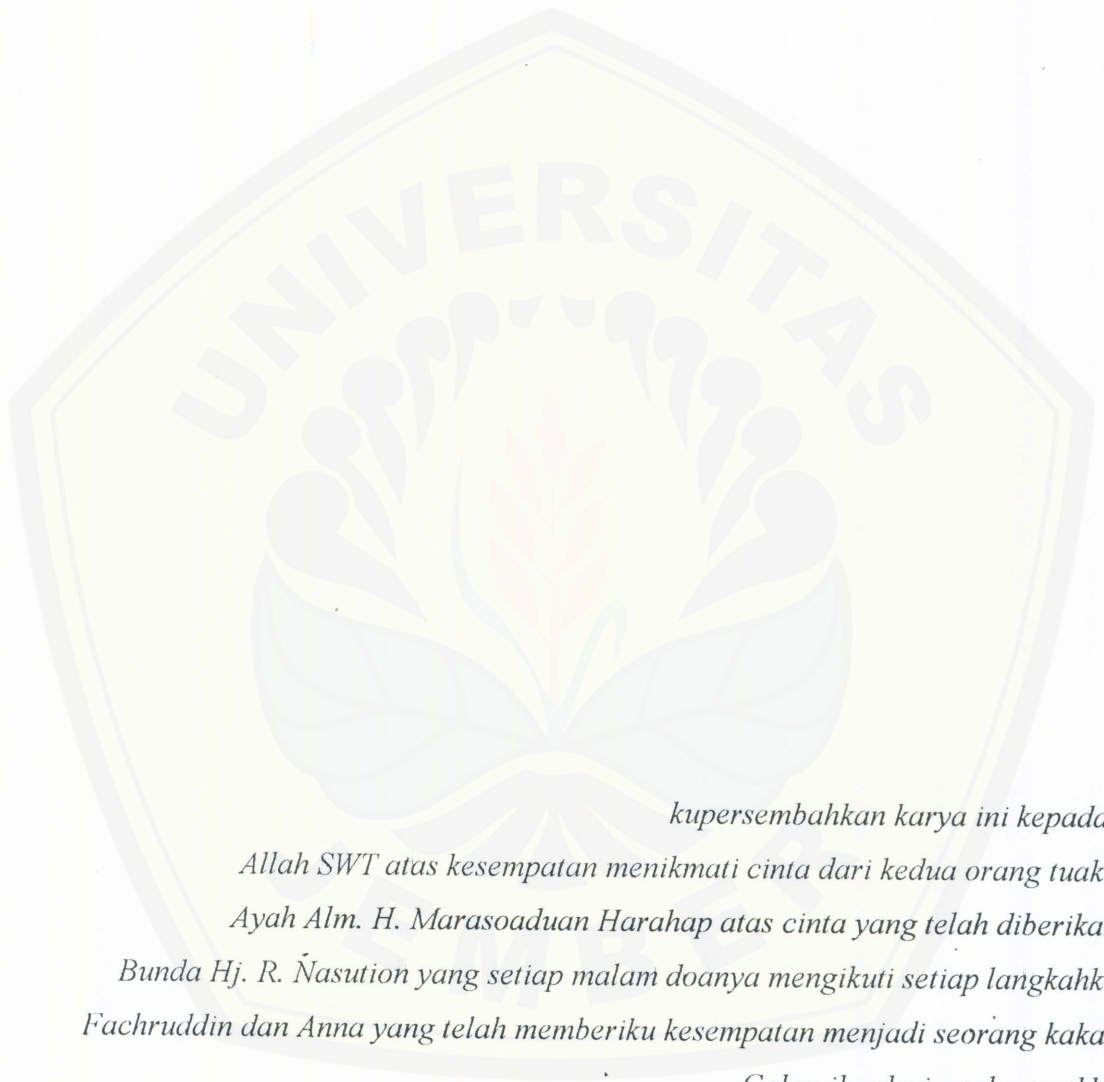 UNIVERSITAS
JEMBER
kupersembahkan karya ini kepada
Allah SWT atas kesempatan menikmati cinta dari kedua orang tuak
Ayah Alm. H. Marasoaduan Harahap atas cinta yang telah diberika
Bunda Hj. R. Nasution yang setiap malam doanya mengikuti setiap langkahk
Fachruddin dan Anna yang telah memberiku kesempatan menjadi seorang kaka